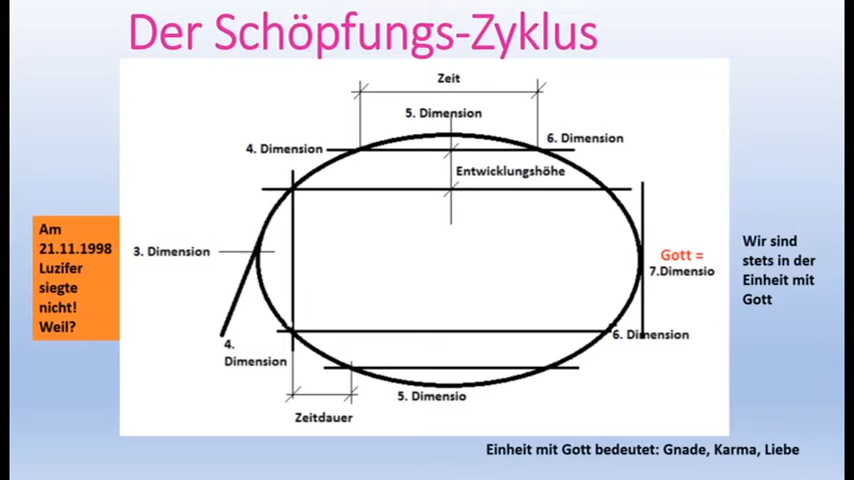 Der Schöpfungs-Zyklus
Zeit
5. Dimension
4. Dimension
6. Dimension
Entwicklungshöhe
Am
21.11.1998
Luzifer
siegte
nicht!
Weil?
3. Dimension
Gott =
7.Dimensio
Wir sind
stets in der
Einheit mit
Gott
4.
Dimension
6. Dimension
5. Dimensio
Zeitdauer
Einheit mit Gott bedeutet: Gnade, Karma, Liebe